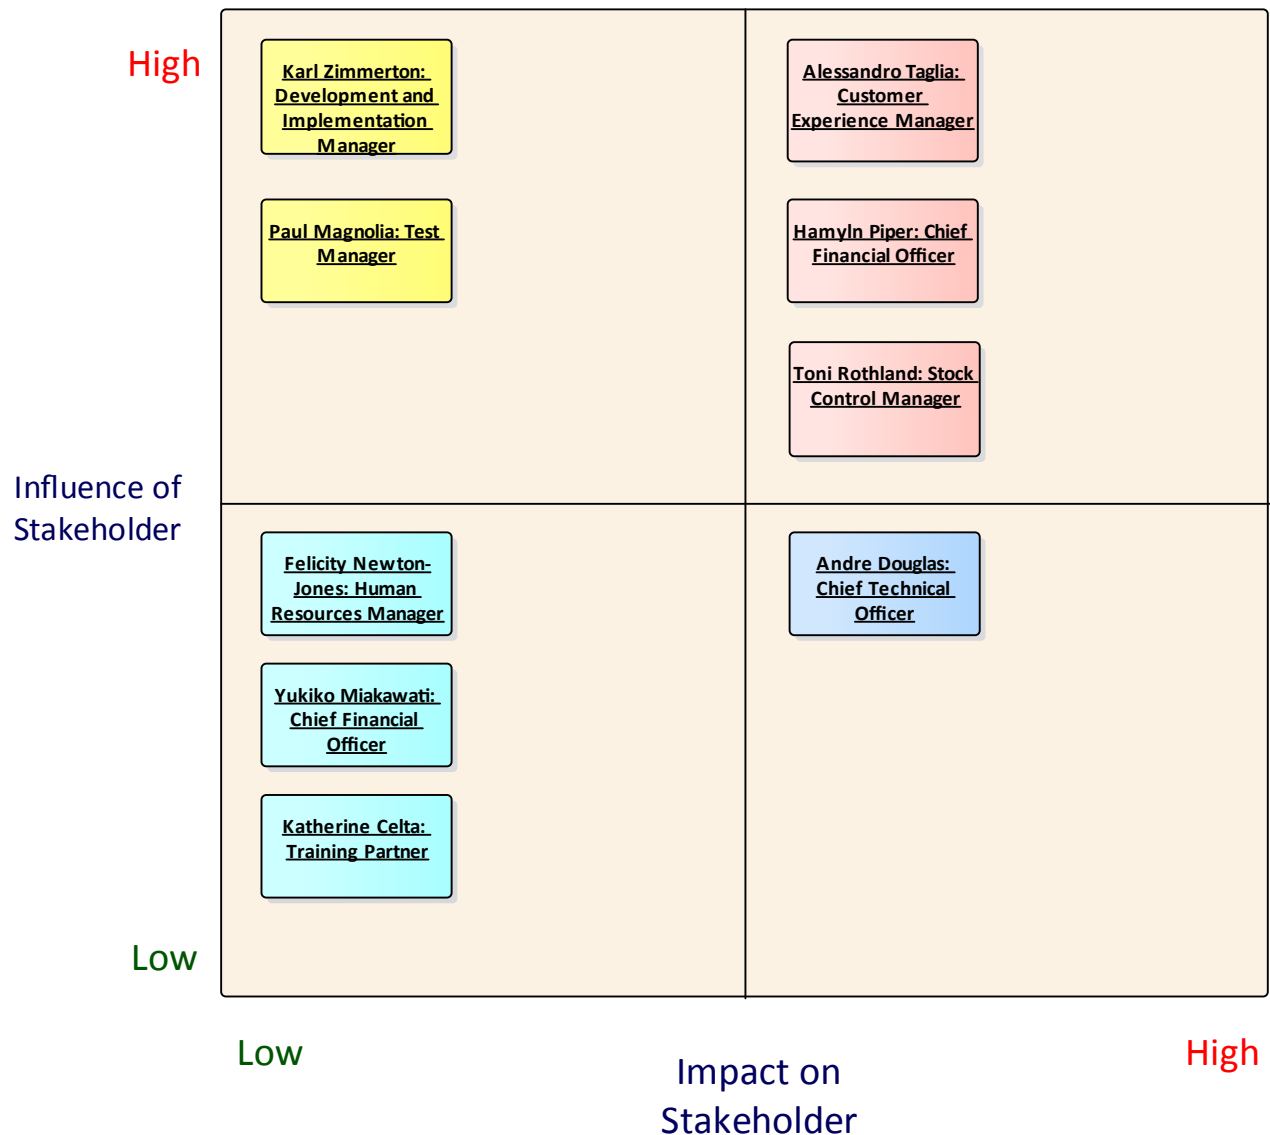 High
Karl Zimmerton:
Development and
Implementation
Manager
Alessandro Taglia:
Customer
Experience Manager
Paul Magnolia: Test
Manager
Hamyln Piper: Chief
Financial Officer
Toni Rothland: Stock
Control Manager
Influence of
Stakeholder
Felicity Newton-
Jones: Human
Resources Manager
Andre Douglas:
Chief Technical
Officer
Yukiko Miakawati:
Chief Financial
Officer
Katherine Celta:
Training Partner
Low
Low
High
Impact on
Stakeholder